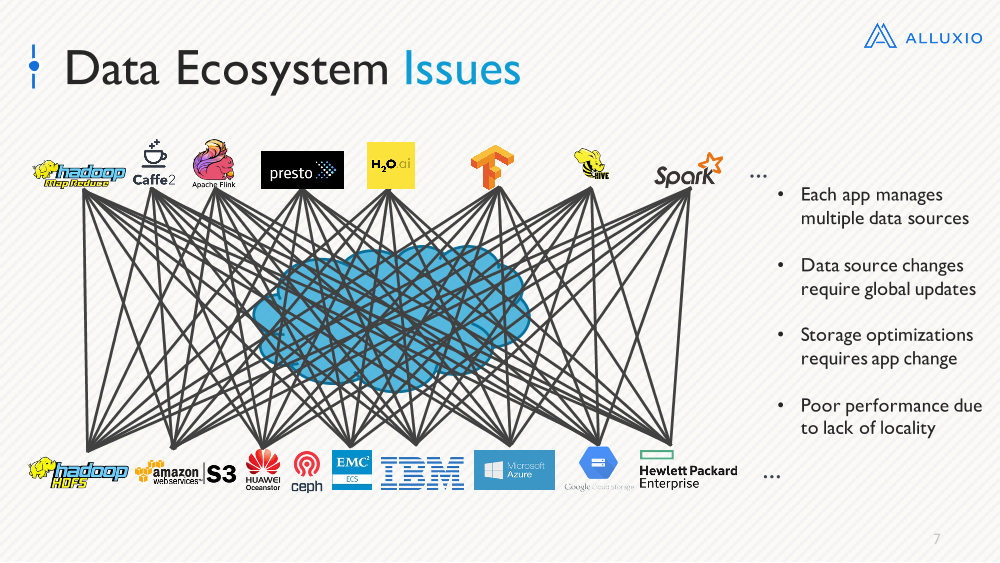 ALLUXIO
Data Ecosystem Issues
hadoop
Map Reduce
Caffe2
Apache Flink
presto
H2O.ai
HIVE
Spark
...
• Each app manages
multiple data sources
• Data source changes
require global updates
• Storage optimizations
requires app change
• Poor performance due
to lack of locality
hadoop
HDFS
amazon
webservices™
S3
HUAWEI
Oceanstor
ceph
EMC²
ECS
IBM
Microsoft
Azure
Google cloud storage
Hewlett Packard
Enterprise
...
7